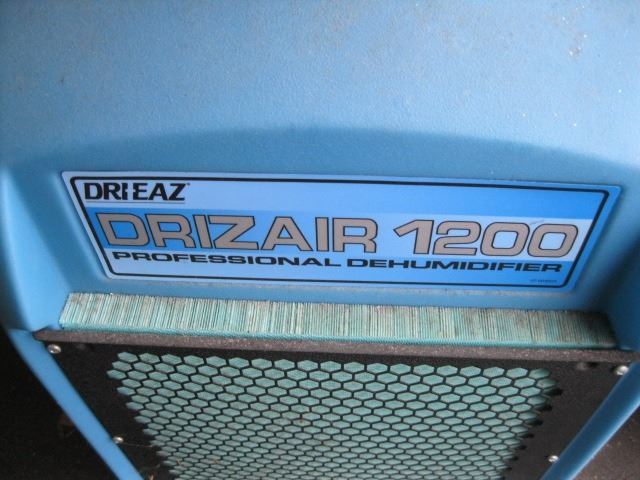 DRI-EAZ
DRIZAIR 1200
PROFESSIONAL DEHUMIDIFIER